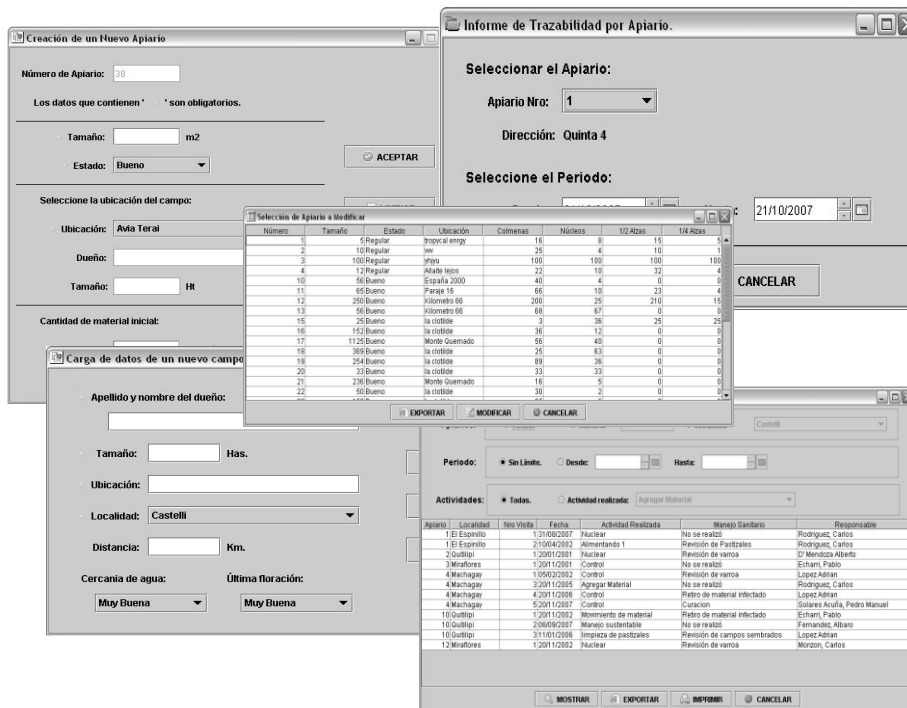 Creación de un Nuevo Apiario
Número de Apiario: 38
Los datos que contienen ' ' son obligatorios.
Tamaño: m2
Estado: Bueno
ACEPTAR
Seleccione la ubicación del campo:
Ubicación: Avia Terai
Dueño:
Tamaño: Ht
Cantidad de material inicial:
Informe de Trazabilidad por Apiario.
Seleccionar el Apiario:
Apiario Nro: 1
Dirección: Quinta 4
Seleccione el Periodo:
21/10/2007
CANCELAR
Selección de Apiario a Modificar
Número Tamaño Estado Ubicación Colmenas Núcleos 1/2 Alzas 1/4 Alzas
1 5 Regular tropycal enrgy 16 8 15 5
2 10 Regular vw 25 4 10 1
3 100 Regular yhjyu 100 100 100 100
4 12 Regular Allaite lejos 22 10 32 4
10 56 Bueno España 2000 40 4 0 0
11 65 Bueno Paraje 16 66 10 23 4
12 250 Bueno Kilometro 66 200 25 210 15
13 56 Bueno Kilometro 66 68 67 0 0
15 25 Bueno la clotilde 3 36 25 25
16 152 Bueno la clotilde 36 12 0 0
17 1125 Bueno Monte Quemado 56 40 0 0
18 369 Bueno la clotilde 25 63 0 0
19 254 Bueno la clotilde 89 36 0 0
20 33 Bueno la clotilde 33 33 0 0
21 236 Bueno Monte Quemado 16 5 0 0
22 50 Bueno la clotilde 30 2 0 0
EXPORTAR MODIFICAR CANCELAR
Carga de datos de un nuevo campo
Apellido y nombre del dueño:
Tamaño: Has.
Ubicación:
Localidad: Castelli
Distancia: Km.
Cercania de agua: Última floración:
Muy Buena Muy Buena
Castelli
Periodo: Sin Límite. Desde: Hasta:
Actividades: Todas. Actividad realizada: Agregar Material
Apiario Localidad Nro Visita Fecha Actividad Realizada Manejo Sanitario Responsable
1 El Espinillo 1 31/08/2007 Nuclear No se realizó Rodriguez, Carlos
1 El Espinillo 2 10/04/2002 Alimentando 1 Revisión de Pastizales Rodriguez, Carlos
2 Quitilipi 1 20/01/2001 Nuclear Revisión de varroa D' Mendoza Alberto
3 Miraflores 1 20/11/2001 Control No se realizó Echarri, Pablo
4 Machagay 1 05/02/2002 Control Revisión de varroa Lopez Adrian
4 Machagay 3 20/11/2005 Agregar Material No se realizó Rodriguez, Carlos
4 Machagay 4 20/11/2006 Control Retiro de material infectado Lopez Adrian
4 Machagay 5 20/11/2007 Control Curacion Solares Acuña, Pedro Manuel
10 Quitilipi 1 20/11/2002 Movimiento de material Retiro de material infectado Echarri, Pablo
10 Quitilipi 2 06/09/2007 Manejo sustentable No se realizó Fernandez, Albaro
10 Quitilipi 3 11/01/2006 limpieza de pastizales Revisión de campos sembrados Lopez Adrian
12 Miraflores 1 20/11/2002 Nuclear Revisión de varroa Monzon, Carlos
MOSTRAR EXPORTAR IMPRIMIR CANCELAR